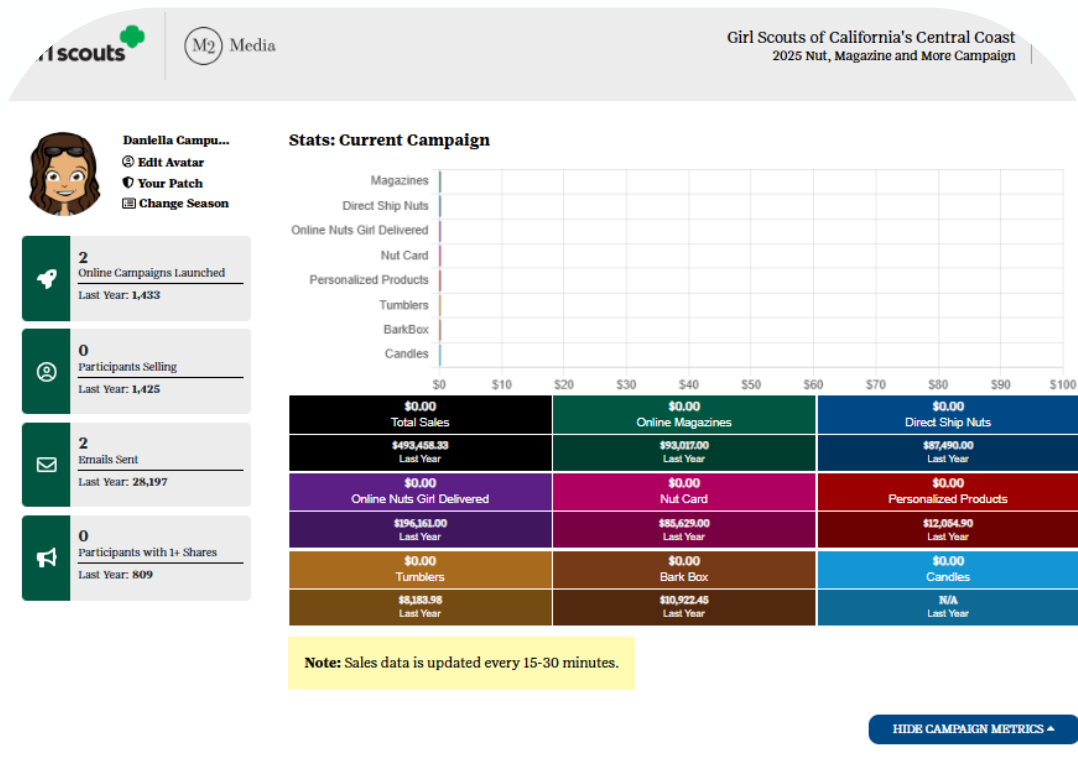 scouts
M2 Media
Girl Scouts of California's Central Coast
2025 Nut, Magazine and More Campaign
Daniella Campu...
Edit Avatar
Your Patch
Change Season
2
Online Campaigns Launched
Last Year: 1,433
0
Participants Selling
Last Year: 1,425
2
Emails Sent
Last Year: 28,197
0
Participants with 1+ Shares
Last Year: 809
Stats: Current Campaign
Magazines
Direct Ship Nuts
Online Nuts Girl Delivered
Nut Card
Personalized Products
Tumblers
BarkBox
Candles
$0 $10 $20 $30 $40 $50 $60 $70 $80 $90 $100
$0.00 $0.00 $0.00
Total Sales Online Magazines Direct Ship Nuts
$493,458.33 $93,017.00 $87,490.00
Last Year Last Year Last Year
$0.00 $0.00 $0.00
Online Nuts Girl Delivered Nut Card Personalized Products
$196,161.00 $85,629.00 $12,054.90
Last Year Last Year Last Year
$0.00 $0.00 $0.00
Tumblers Bark Box Candles
$8,183.98 $10,922.45 N/A
Last Year Last Year Last Year
Note: Sales data is updated every 15-30 minutes.
HIDE CAMPAIGN METRICS